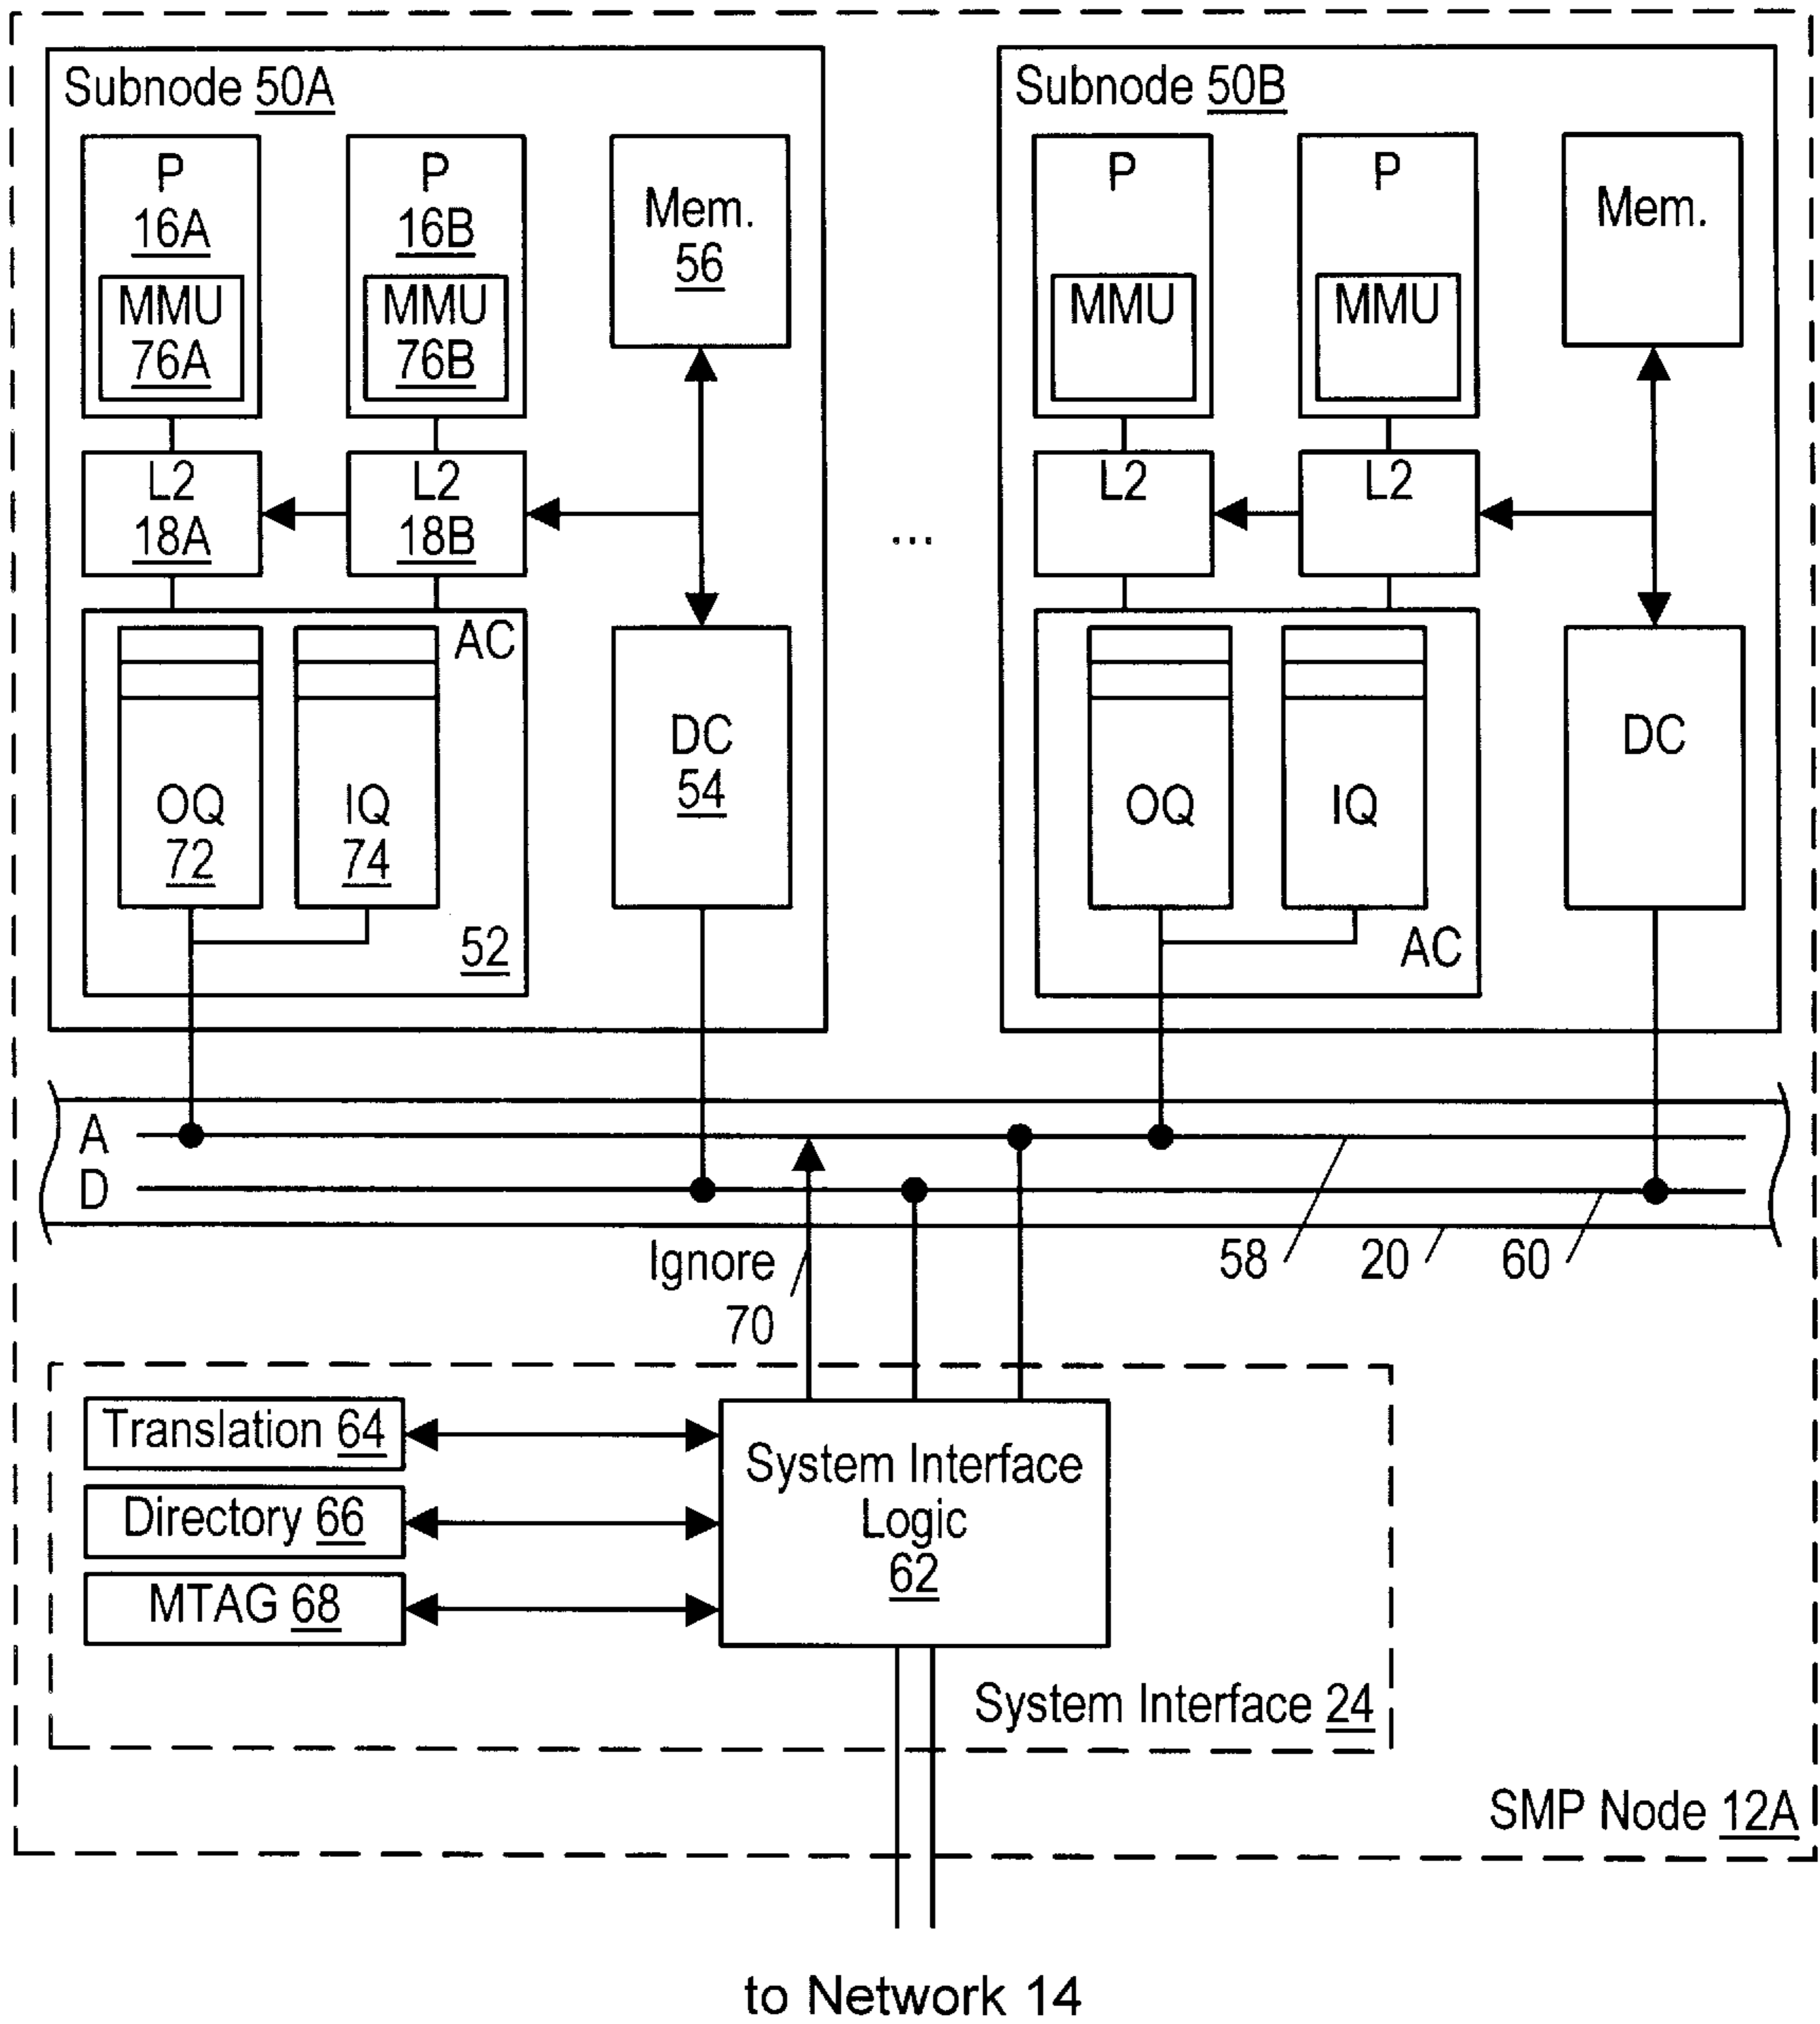 Subnode 50A
P
16A
MMU
76A
P
16B
MMU
76B
Mem.
56
L2
18A
L2
18B
AC
OQ
72
IQ
74
52
DC
54
...
Subnode 50B
P
MMU
P
MMU
Mem.
L2
L2
OQ
IQ
AC
DC
A
D
Ignore
70
58
20
60
Translation 64
Directory 66
MTAG 68
System Interface
Logic
62
System Interface 24
SMP Node 12A
to Network 14